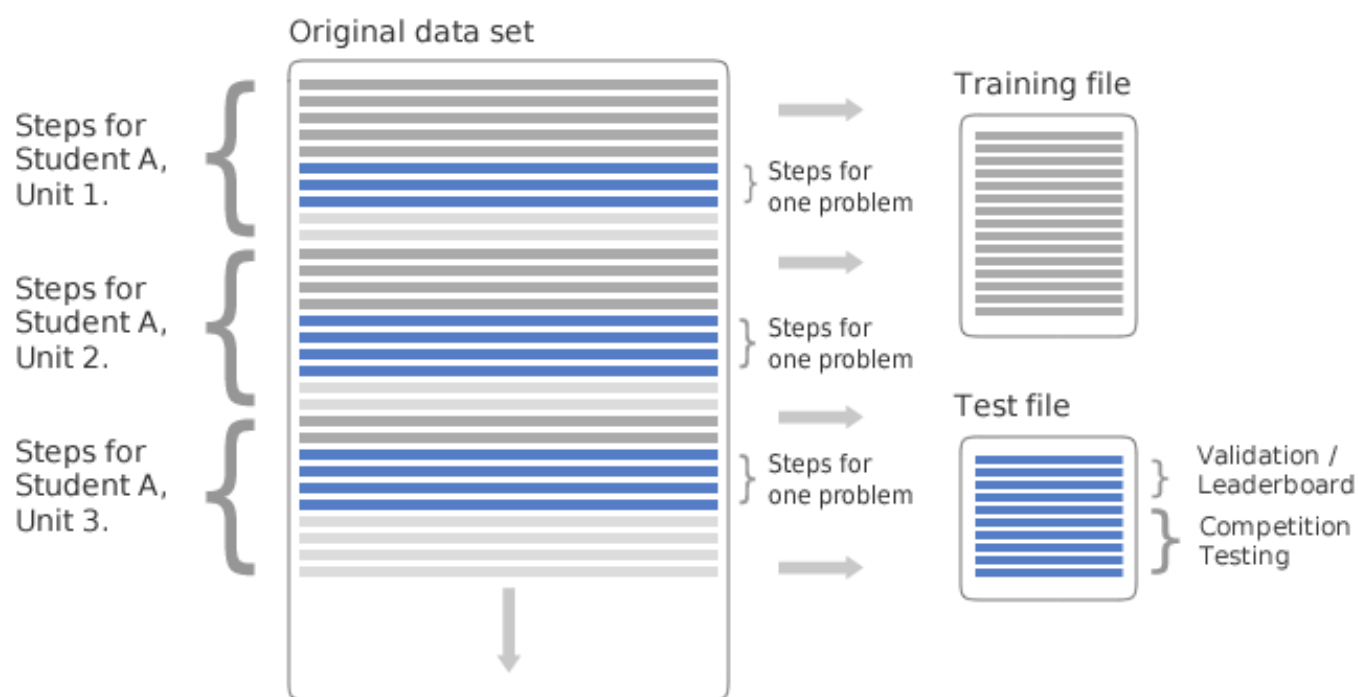 Original data set
Training file
Steps for
Student A,
Unit 1.
Steps for
one problem
Steps for
Student A,
Unit 2.
Steps for
one problem
Test file
Steps for
Student A,
Unit 3.
Steps for
one problem
Validation /
Leaderboard
Competition
Testing